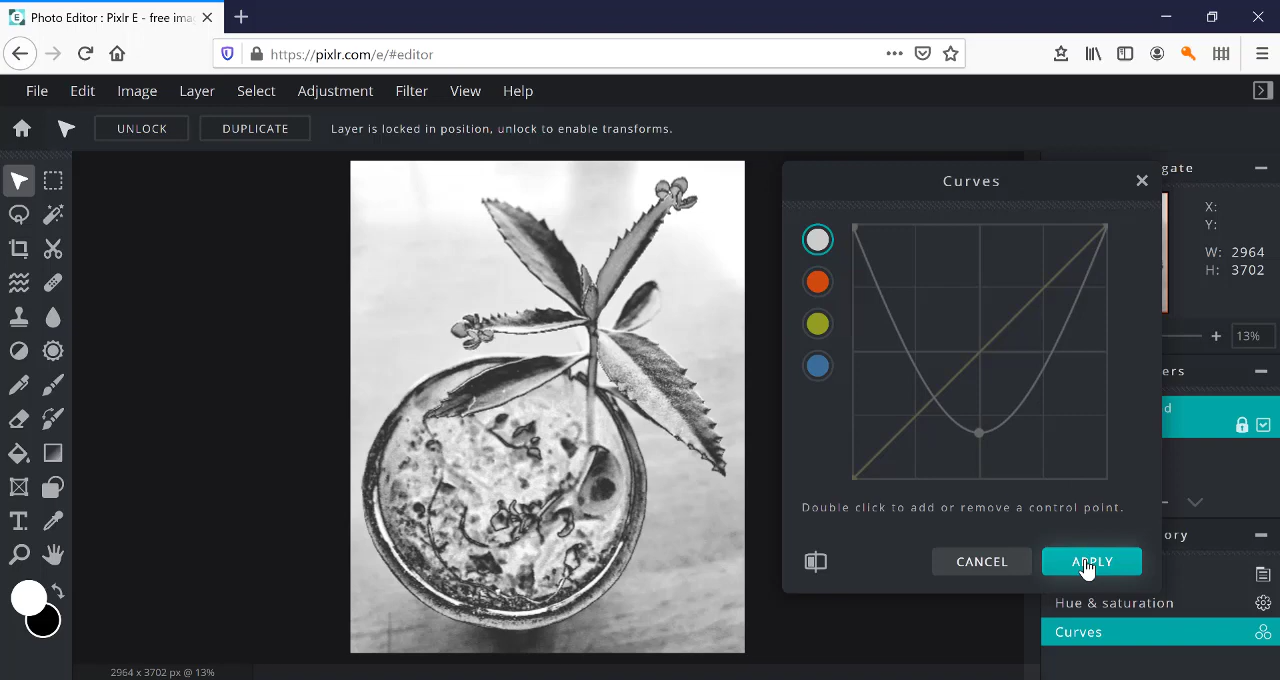 Photo Editor : Pixlr E - free ima
https://pixlr.com/e/#editor
File Edit Image Layer Select Adjustment Filter View Help
UNLOCK DUPLICATE Layer is locked in position, unlock to enable transforms.
Curves
gate
X:
Y:
W: 2964
H: 3702
13%
ers
d
Double click to add or remove a control point.
ory
CANCEL APPLY
Hue & saturation
Curves
2964 x 3702 px @ 13%